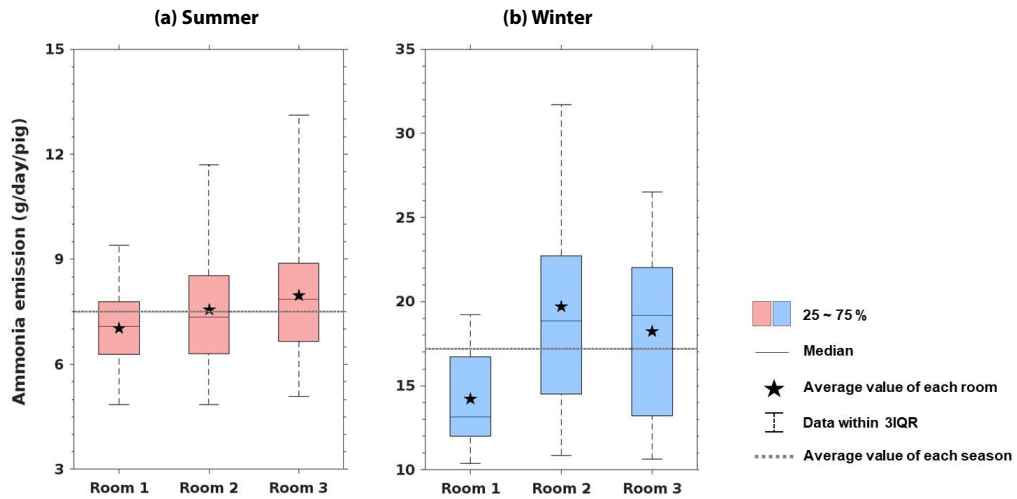 (a) Summer
(b) Winter
Ammonia emission (g/day/pig)
15
12
9
6
3
Room 1
Room 2
Room 3
35
30
25
20
15
10
Room 1
Room 2
Room 3
25 ~ 75 %
Median
Average value of each room
Data within 3IQR
Average value of each season